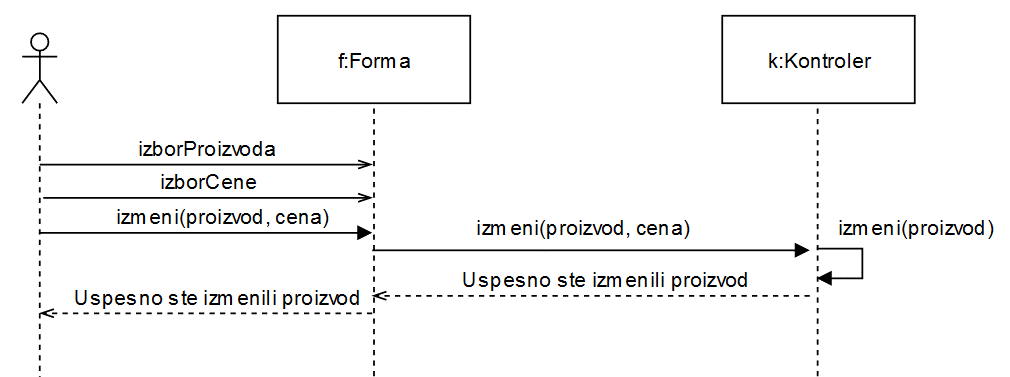 f:Forma
k:Kontroler
izborProizvoda
izborCene
izmeni(proizvod, cena)
izmeni(proizvod, cena)
izmeni(proizvod)
Uspesno ste izmenili proizvod
Uspesno ste izmenili proizvod